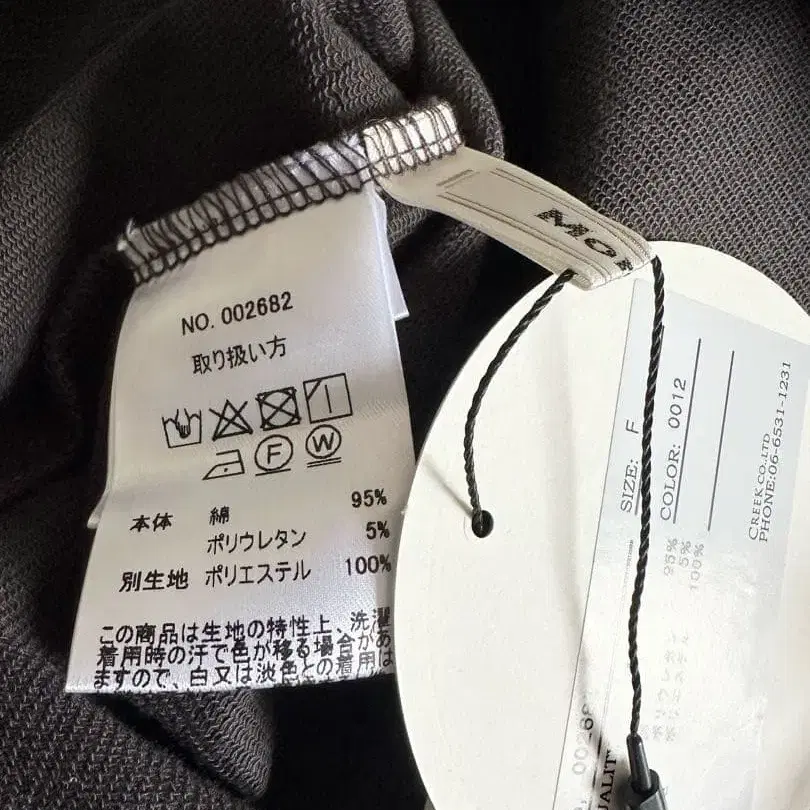 NO. 002682
取り扱い方
F
W
本体 綿 95%
ポリウレタン 5%
別生地 ポリエステル 100%
この商品は生地の特性上、洗濯
着用時の汗で色が移る場合があ
ますので、白又は淡色との着用は
SIZE: F
COLOR: 0012
CREEK CO.,LTD
PHONE:06-6531-1231
5%
100%